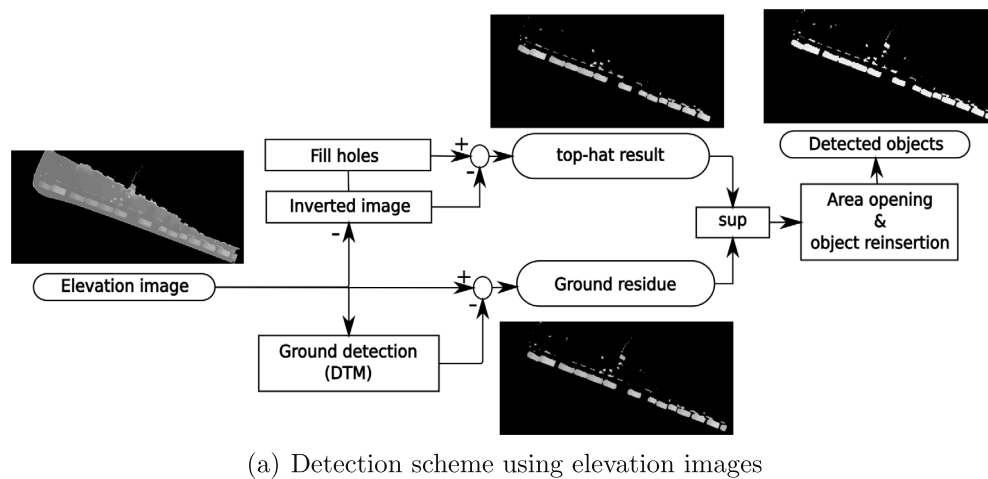 Fill holes
+
-
top-hat result
Detected objects
Inverted image
-
sup
Area opening
&
object reinsertion
Elevation image
+
-
Ground residue
Ground detection
(DTM)
(a) Detection scheme using elevation images